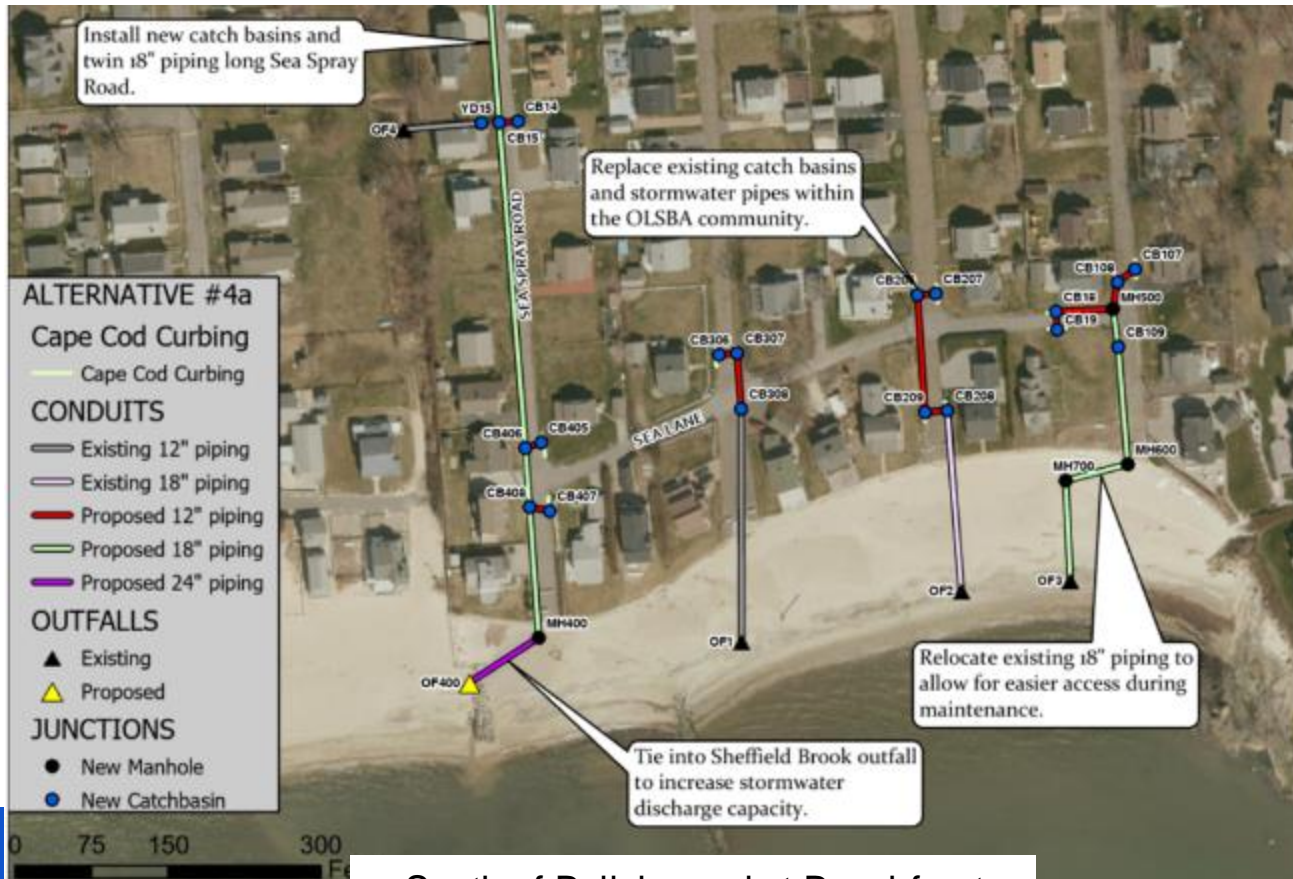 Install new catch basins and
twin 18" piping long Sea Spray
Road.
YD15
CB14
OF4
CB15
Replace existing catch basins
and stormwater pipes within
the OLSBA community.
SEA SPRAY ROAD
CB107
CB108
CB207
CB18
MH500
CB19
CB109
CB306
CB307
CB308
CB209
CB208
SEA LANE
CB406
CB405
MH600
MH700
CB408
CB407
OF3
OF2
MH400
OF1
OF400
Relocate existing 18" piping to
allow for easier access during
maintenance.
Tie into Sheffield Brook outfall
to increase stormwater
discharge capacity.
ALTERNATIVE #4a
Cape Cod Curbing
Cape Cod Curbing
CONDUITS
Existing 12" piping
Existing 18" piping
Proposed 12" piping
Proposed 18" piping
Proposed 24" piping
OUTFALLS
Existing
Proposed
JUNCTIONS
New Manhole
New Catchbasin
0 75 150 300